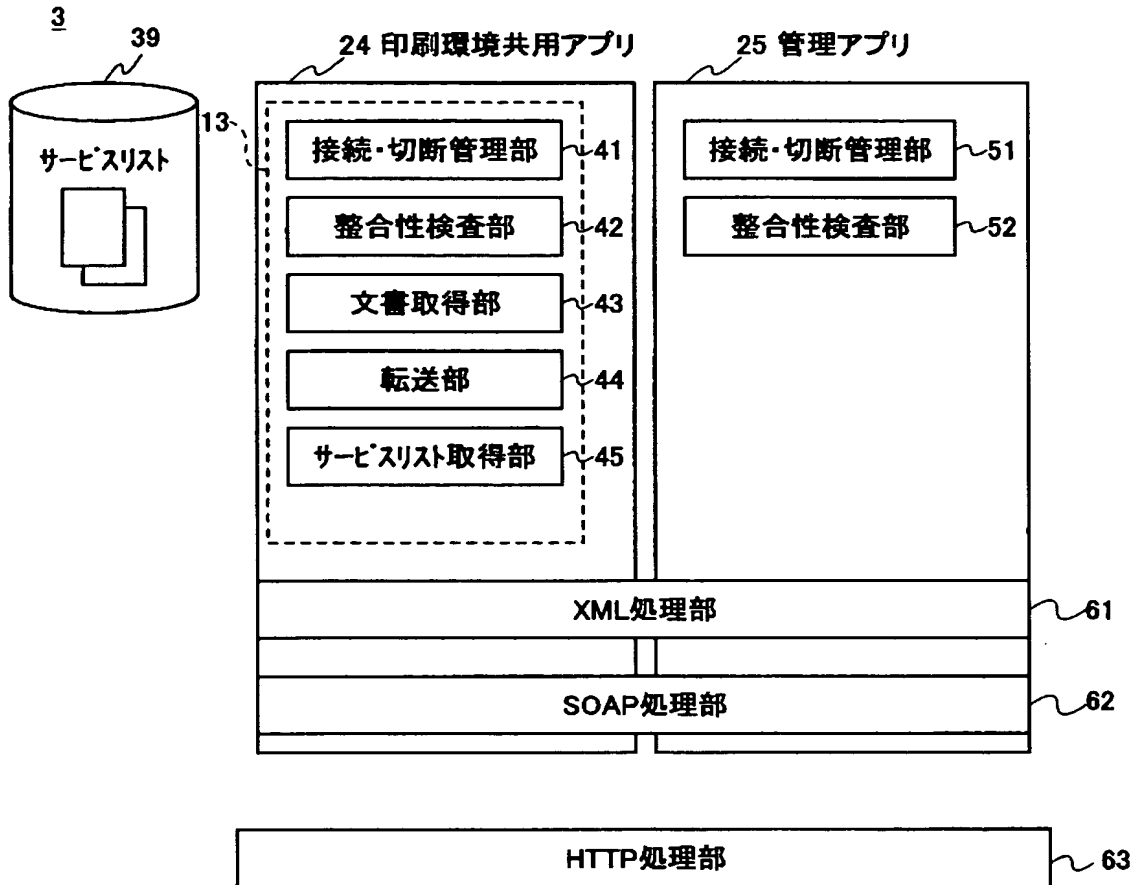 3
39
24 印刷環境共用アプリ
25 管理アプリ
サービスリスト
13
接続・切断管理部
41
整合性検査部
42
文書取得部
43
転送部
44
サービスリスト取得部
45
接続・切断管理部
51
整合性検査部
52
XML処理部
61
SOAP処理部
62
HTTP処理部
63